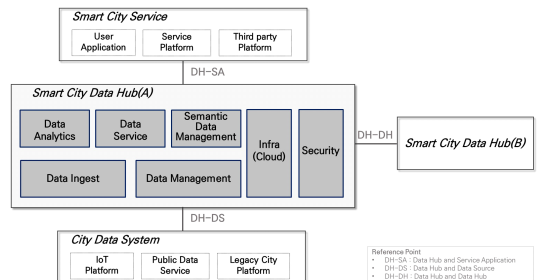 Smart City Service
User
Application
Service
Platform
Third party
Platform
DH-SA
Smart City Data Hub(A)
Data
Analytics
Data
Service
Semantic
Data
Management
Infra
(Cloud)
Security
Data Ingest
Data Management
DH-DH
Smart City Data Hub(B)
DH-DS
City Data System
IoT
Platform
Public Data
Service
Legacy City
Platform
Reference Point
• DH-SA : Data Hub and Service Application
• DH-DS : Data Hub and Data Source
• DH-DH : Data Hub and Data Hub